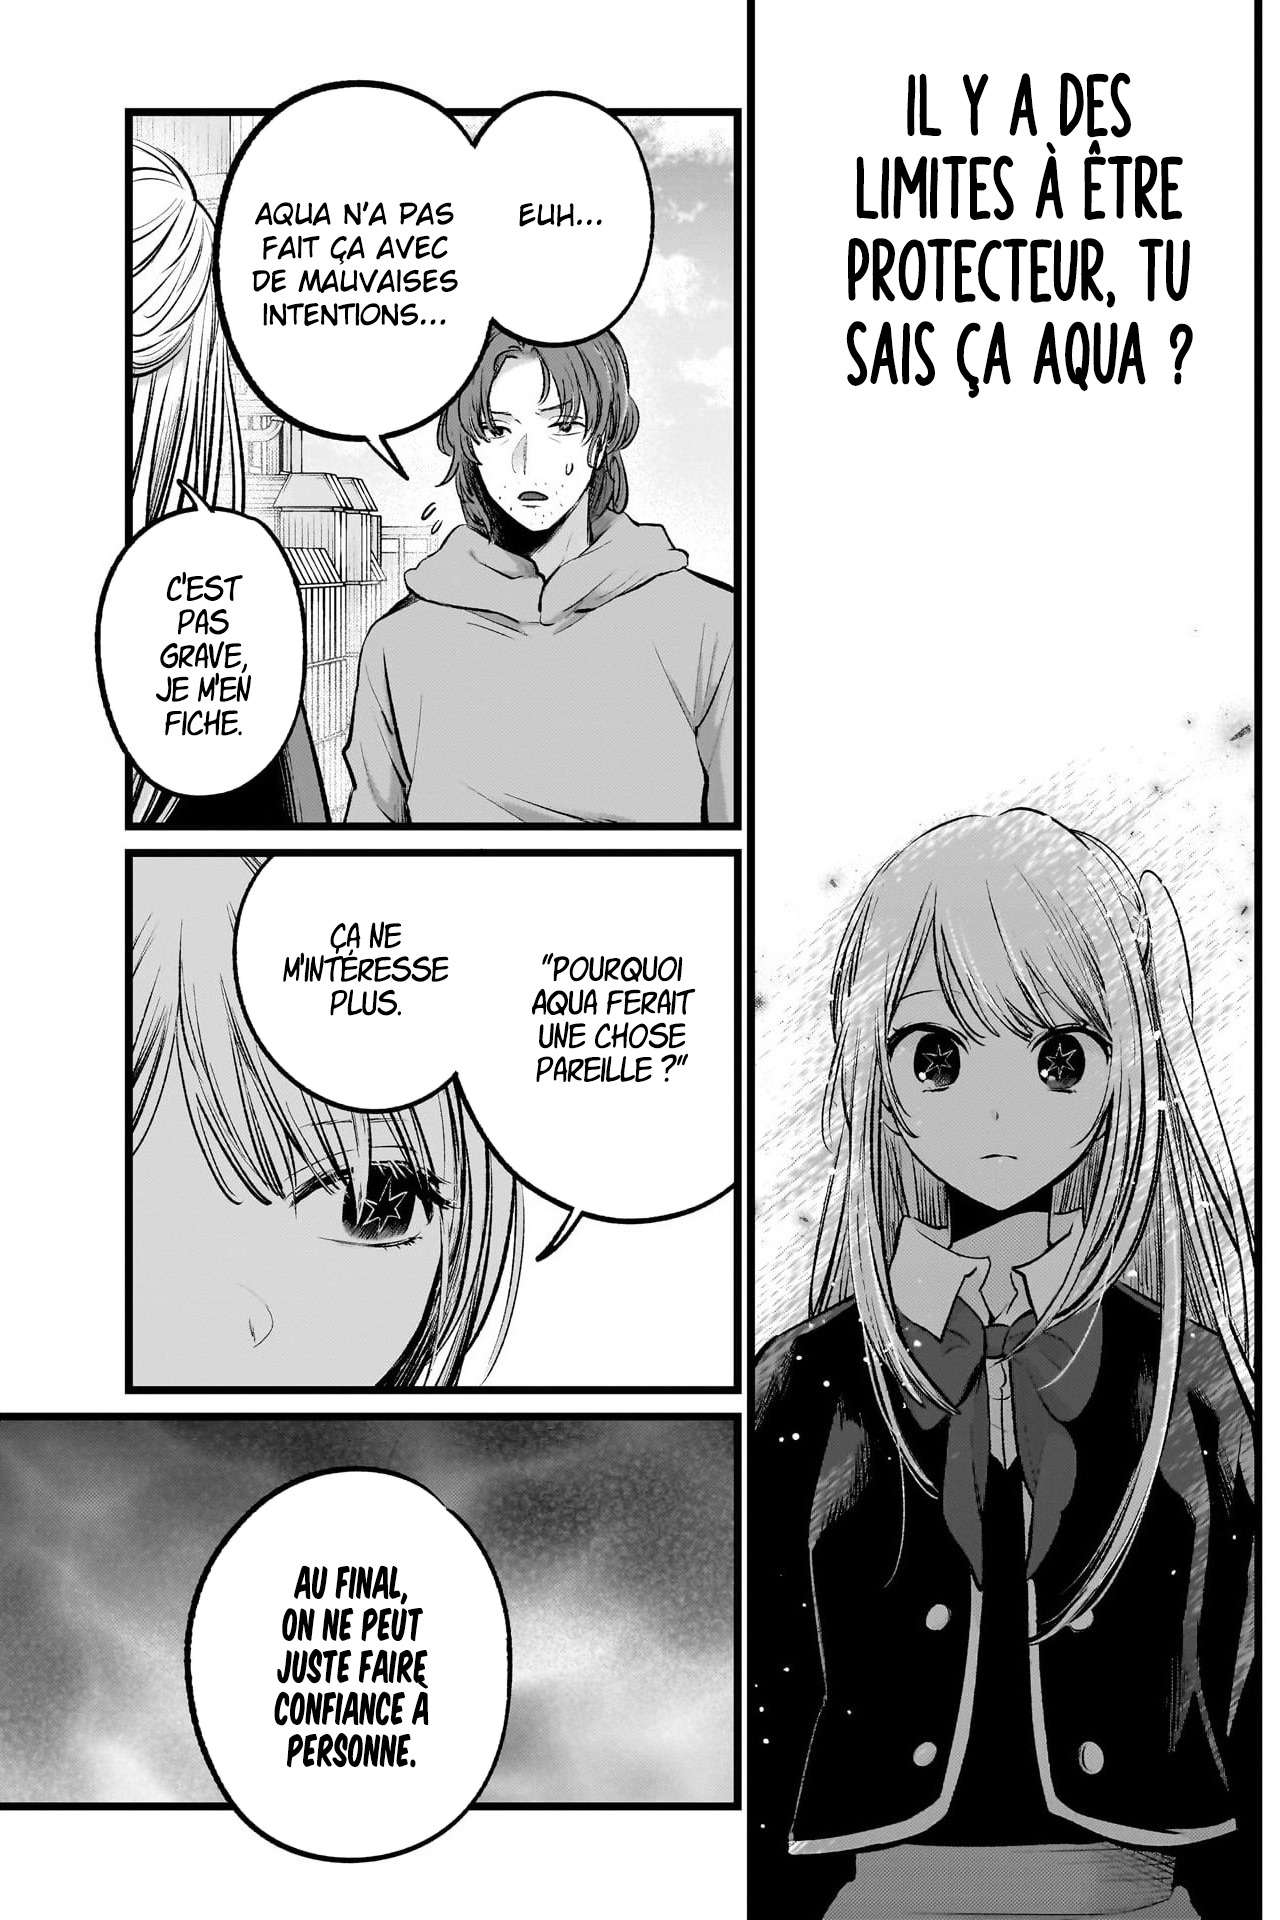 IL Y A DES
LIMITES À ÊTRE
PROTECTEUR, TU
SAIS ÇA AQUA ?
EUH...
AQUA N'A PAS
FAIT ÇA AVEC
DE MAUVAISES
INTENTIONS...
C'EST
PAS
GRAVE,
JE M'EN
FICHE.
"POURQUOI
AQUA FERAIT
UNE CHOSE
PAREILLE ?"
ÇA NE
M'INTÉRESSE
PLUS.
AU FINAL,
ON NE PEUT
JUSTE FAIRE
CONFIANCE À
PERSONNE.